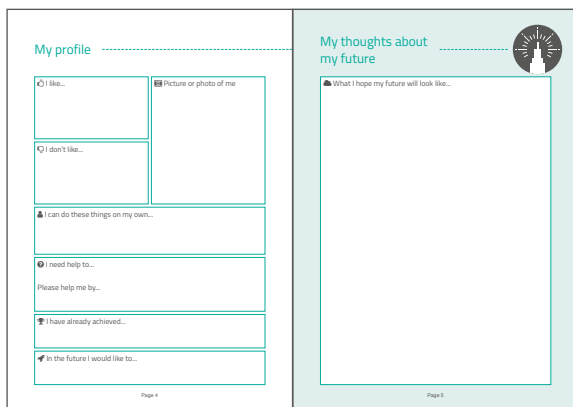 My profile
I like...
Picture or photo of me
I don't like...
I can do these things on my own...
I need help to...
Please help me by...
I have already achieved...
In the future I would like to...
Page 4
My thoughts about
my future
What I hope my future will look like...
Page 5